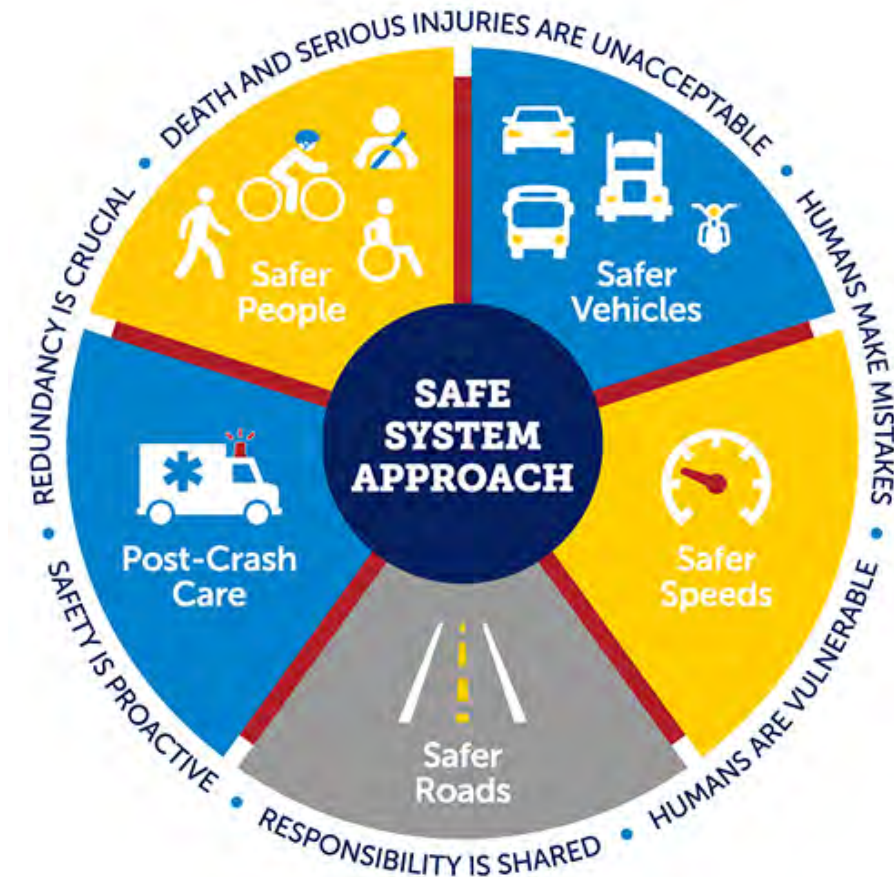 DEATH AND SERIOUS INJURIES ARE UNACCEPTABLE
HUMANS MAKE MISTAKES
HUMANS ARE VULNERABLE
RESPONSIBILITY IS SHARED
SAFETY IS PROACTIVE
REDUNDANCY IS CRUCIAL
Safer
People
Safer
Vehicles
SAFE
SYSTEM
APPROACH
Safer
Speeds
Safer
Roads
Post-Crash
Care